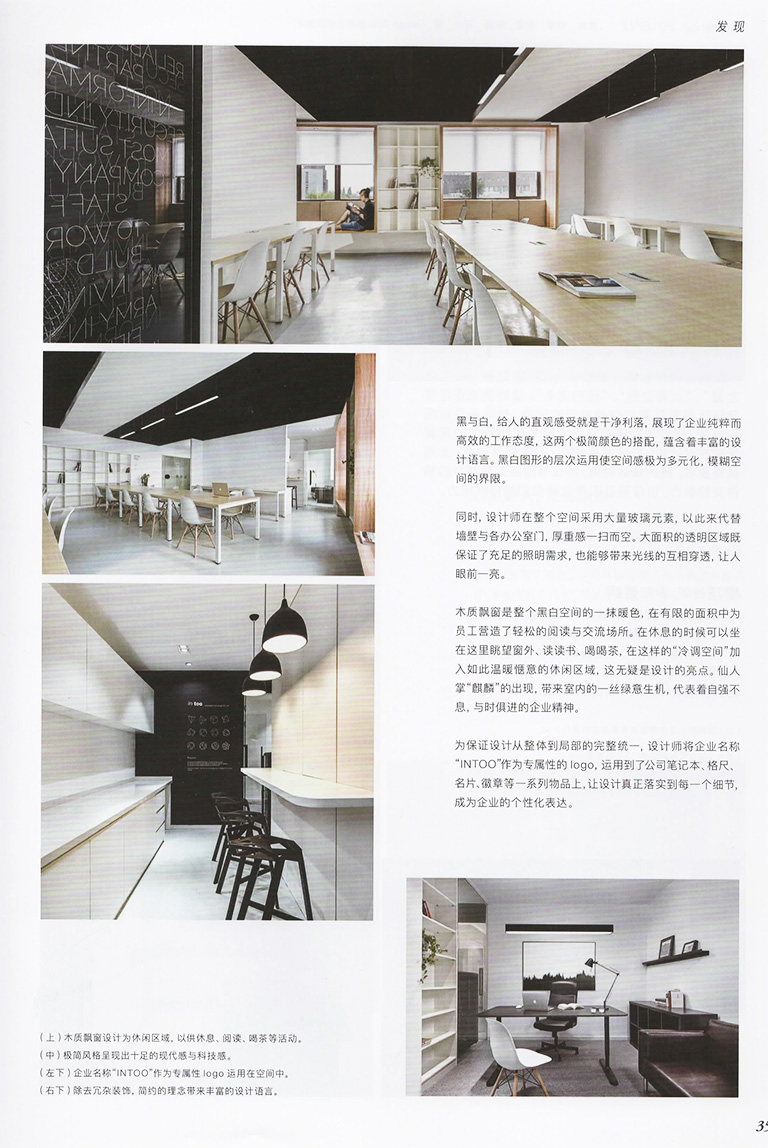 发现
RELIABI
PARTN
INFORMA
SUITA
COMPANY
STAFF
BUILD
黑与白，给人的直观感受就是干净利落，展现了企业纯粹而
高效的工作态度，这两个极简颜色的搭配，蕴含着丰富的设
计语言。黑白图形的层次运用使空间感极为多元化，模糊空
间的界限。
同时，设计师在整个空间采用大量玻璃元素，以此来代替
墙壁与各办公室门，厚重感一扫而空。大面积的透明区域既
保证了充足的照明需求，也能够带来光线的互相穿透，让人
眼前一亮。
木质飘窗是整个黑白空间的一抹暖色，在有限的面积中为
员工营造了轻松的阅读与交流场所。在休息的时候可以坐
在这里眺望窗外、读读书、喝喝茶，在这样的“冷调空间”加
入如此温暖惬意的休闲区域，这无疑是设计的亮点。仙人
掌“麒麟”的出现，带来室内的一丝绿意生机，代表着自强不
息，与时俱进的企业精神。
为保证设计从整体到局部的完整统一，设计师将企业名称
“INTOO”作为专属性的 logo，运用到了公司笔记本、格尺、
名片、徽章等一系列物品上，让设计真正落实到每一个细节，
成为企业的个性化表达。
（上）木质飘窗设计为休闲区域，以供休息、阅读、喝茶等活动。
（中）极简风格呈现出十足的现代感与科技感。
（左下）企业名称“INTOO”作为专属性 logo 运用在空间中。
（右下）除去冗杂装饰，简约的理念带来丰富的设计语言。